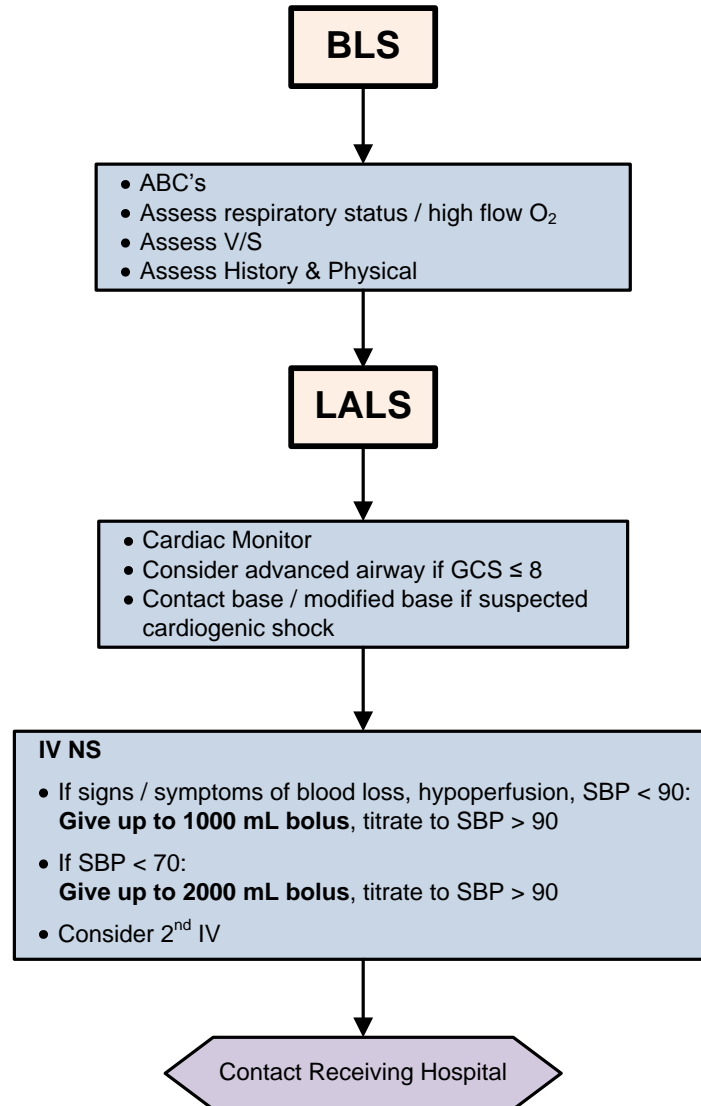 BLS
• ABC’s
• Assess respiratory status / high flow O₂
• Assess V/S
• Assess History & Physical
LALS
• Cardiac Monitor
• Consider advanced airway if GCS ≤ 8
• Contact base / modified base if suspected
cardiogenic shock
IV NS
• If signs / symptoms of blood loss, hypoperfusion, SBP < 90:
Give up to 1000 mL bolus, titrate to SBP > 90
• If SBP < 70:
Give up to 2000 mL bolus, titrate to SBP > 90
• Consider 2nd IV
Contact Receiving Hospital